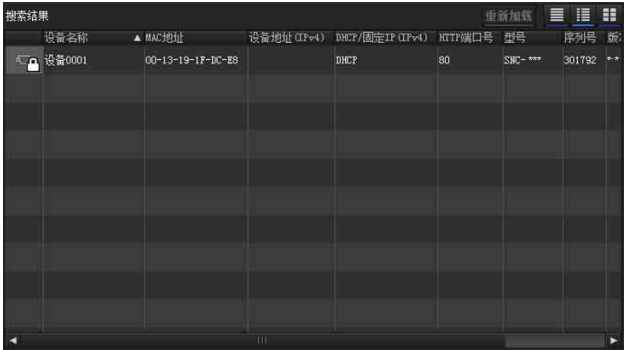 搜索结果 重新加载
设备名称 ▲ MAC地址 设备地址(IPv4) DHCP/固定IP(IPv4) HTTP端口号 型号 序列号
设备0001 00-13-19-1F-DC-E8 DHCP 80 SNC-*** 301792 *.*